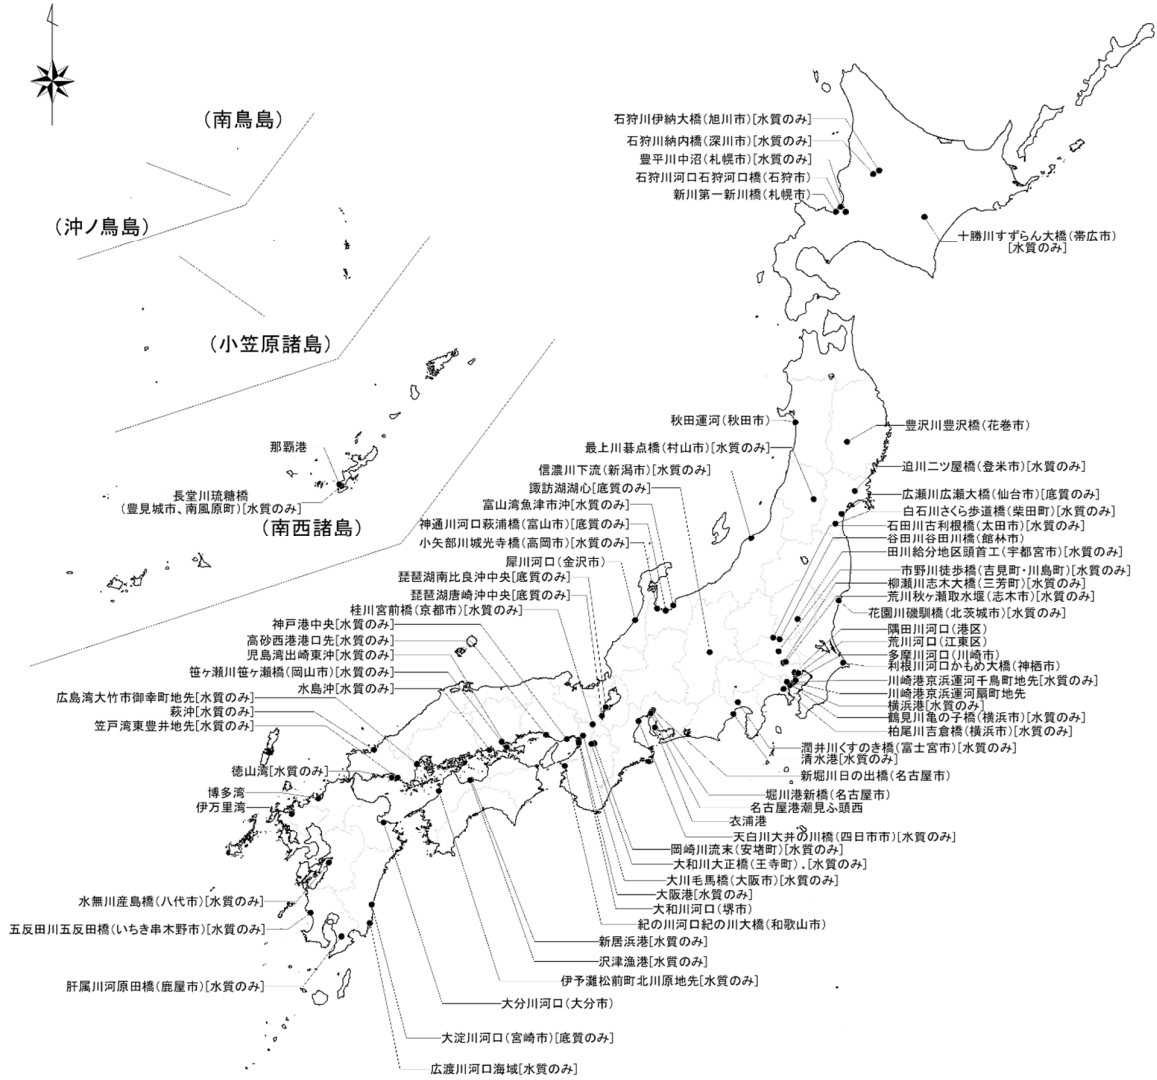 (南鳥島)
(沖ノ鳥島)
(小笠原諸島)
(南西諸島)
那覇港
長堂川琉糖橋
(豊見城市、南風原町)[水質のみ]
石狩川伊納大橋(旭川市)[水質のみ]
石狩川納内橋(深川市)[水質のみ]
豊平川中沼(札幌市)[水質のみ]
石狩川河口石狩河口橋(石狩市)
新川第一新川橋(札幌市)
十勝川すずらん大橋(帯広市)
[水質のみ]
秋田運河(秋田市)
最上川碁点橋(村山市)[水質のみ]
信濃川下流(新潟市)[水質のみ]
諏訪湖湖心[底質のみ]
富山湾魚津市沖[水質のみ]
神通川河口萩浦橋(富山市)[底質のみ]
小矢部川城光寺橋(高岡市)[水質のみ]
犀川河口(金沢市)
琵琶湖南比良沖中央[底質のみ]
琵琶湖唐崎沖中央[底質のみ]
桂川宮前橋(京都市)[水質のみ]
神戸港中央[水質のみ]
高砂西港港口先[水質のみ]
児島湾出崎東沖[水質のみ]
笹ヶ瀬川笹ヶ瀬橋(岡山市)[水質のみ]
水島沖[水質のみ]
広島湾大竹市御幸町地先[水質のみ]
萩沖[水質のみ]
笠戸湾東豊井地先[水質のみ]
徳山湾[水質のみ]
博多湾
伊万里湾
水無川産島橋(八代市)[水質のみ]
五反田川五反田橋(いちき串木野市)[水質のみ]
肝属川河原田橋(鹿屋市)[水質のみ]
豊沢川豊沢橋(花巻市)
迫川二ツ屋橋(登米市)[水質のみ]
広瀬川広瀬大橋(仙台市)[底質のみ]
白石川さくら歩道橋(柴田町)[水質のみ]
石田川古利根橋(太田市)[水質のみ]
谷田川谷田川橋(館林市)
田川給分地区頭首工(宇都宮市)[水質のみ]
市野川徒歩橋(吉見町・川島町)[水質のみ]
柳瀬川志木大橋(三芳町)[水質のみ]
荒川秋ヶ瀬取水堰(志木市)[水質のみ]
花園川磯馴橋(北茨城市)[水質のみ]
隅田川河口(港区)
荒川河口(江東区)
多摩川河口(川崎市)
利根川河口かもめ大橋(神栖市)
川崎港京浜運河千鳥町地先[水質のみ]
川崎港京浜運河扇町地先
横浜港[水質のみ]
鶴見川亀の子橋(横浜市)[水質のみ]
柏尾川吉倉橋(横浜市)[水質のみ]
潤井川くすのき橋(富士宮市)[水質のみ]
清水港[水質のみ]
新堀川日の出橋(名古屋市)
堀川港新橋(名古屋市)
名古屋港潮見ふ頭西
衣浦港
天白川大井の川橋(四日市市)[水質のみ]
岡崎川流末(安堵町)[水質のみ]
大和川大正橋(王寺町).[水質のみ]
大川毛馬橋(大阪市)[水質のみ]
大阪港[水質のみ]
大和川河口(堺市)
紀の川河口紀の川大橋(和歌山市)
新居浜港[水質のみ]
沢津漁港[水質のみ]
伊予灘松前町北川原地先[水質のみ]
大分川河口(大分市)
大淀川河口(宮崎市)[底質のみ]
広渡川河口海域[水質のみ]